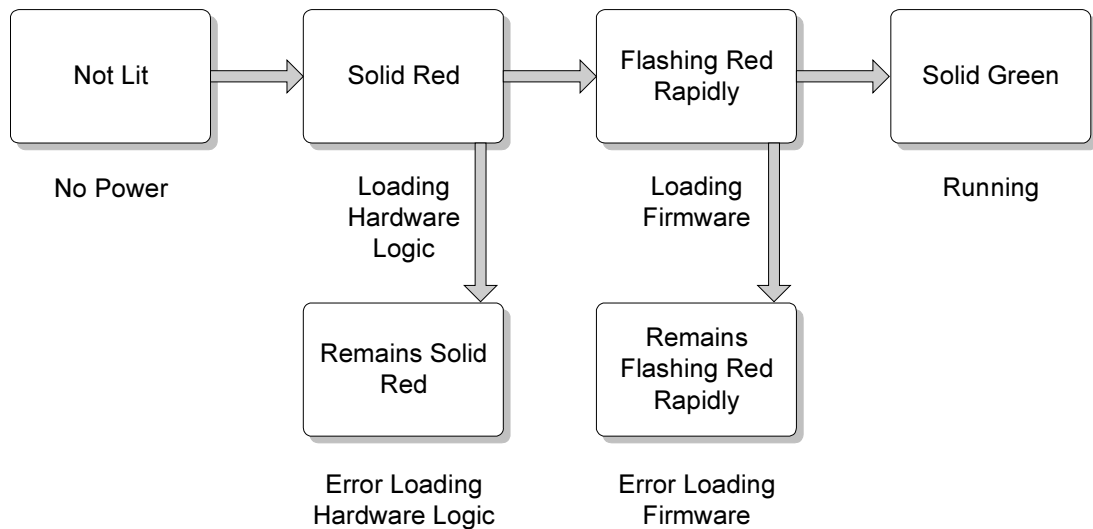 Not Lit
Solid Red
Flashing Red
Rapidly
Solid Green
No Power
Loading
Hardware
Logic
Loading
Firmware
Running
Remains Solid
Red
Remains
Flashing Red
Rapidly
Error Loading
Hardware Logic
Error Loading
Firmware